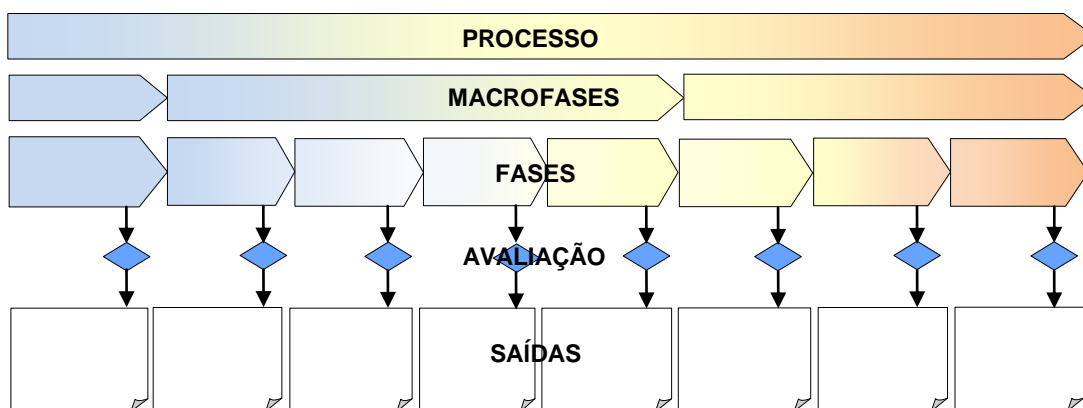 PROCESSO
MACROFASES
FASES
AVALIAÇÃO
SAÍDAS